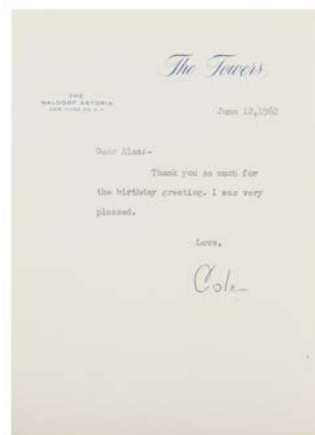 The Towers
THE
WALDORF ASTORIA
NEW YORK 22, N.Y.
June 12,1962
Dear Alan:-
Thank you so much for
the birthday greeting. I was very
pleased.
Love,
Cole